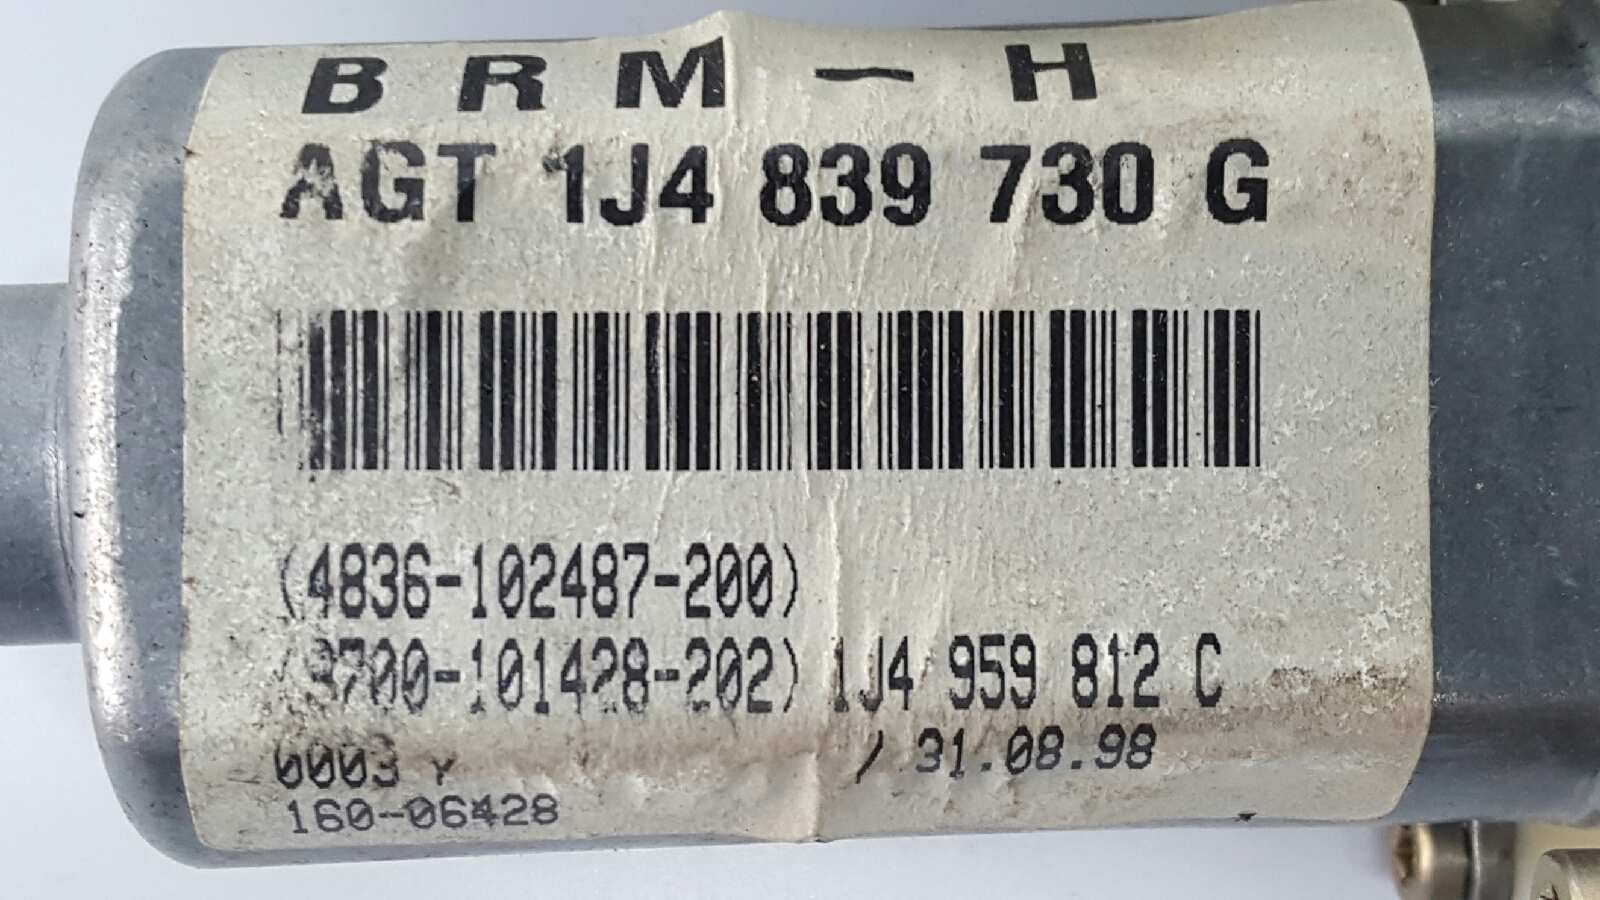 BRM-H
AGT 1J4 839 730 G
(4836-102487-200)
(3700-101428-202) 1J4 959 812 C
0003 Y / 31.08.98
160-06428